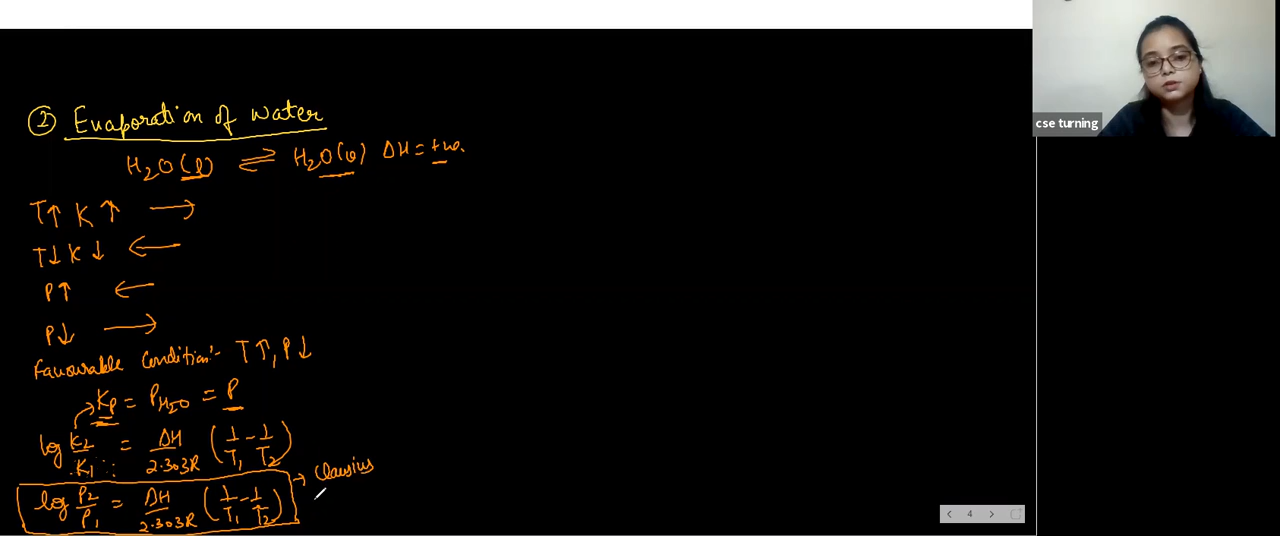 ② Evaporation of water
H₂O(l) ⇌ H₂O(v) ΔH = +ve.
T↑ K↑ →
T↓ K↓ ←
P↑ ←
P↓ →
Favourable Condition:- T↑, P↓
Kp = P_H₂O = P
log K₂/K₁ = ΔH/2.303R (1/T₁ - 1/T₂)
log P₂/P₁ = ΔH/2.303R (1/T₁ - 1/T₂) → Clausius
cse turning
4